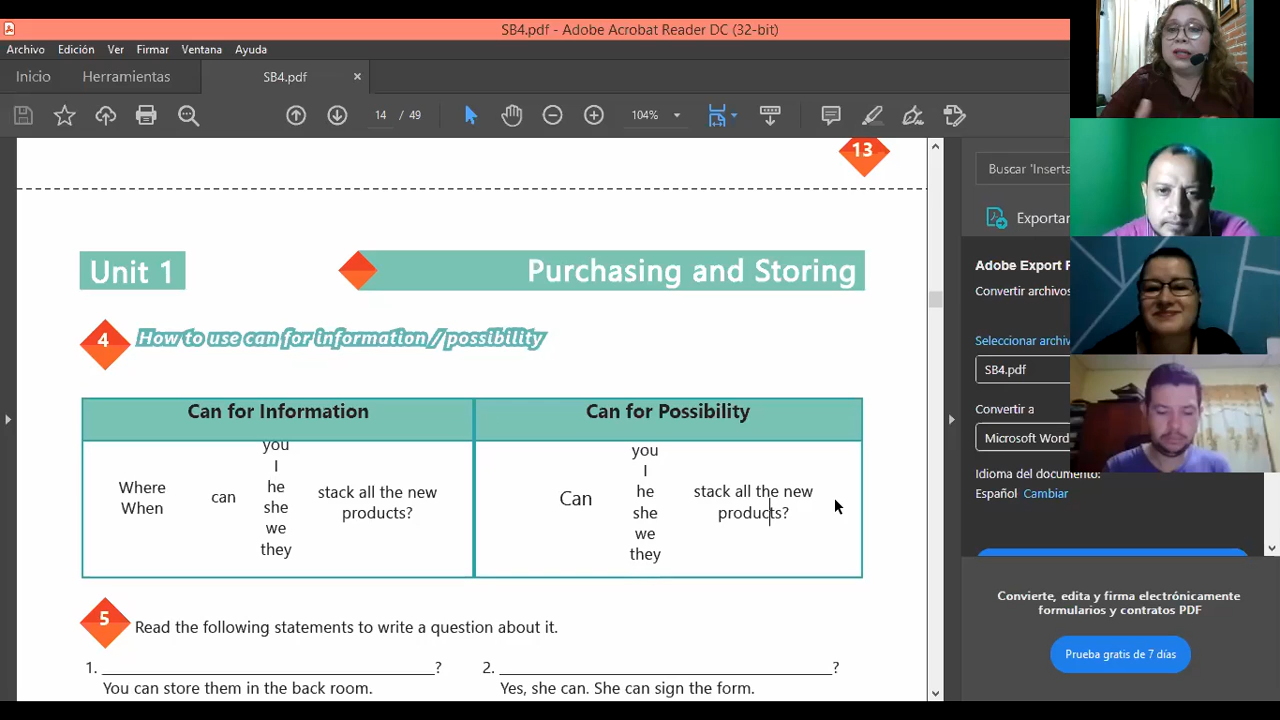 SB4.pdf - Adobe Acrobat Reader DC (32-bit)
Archivo Edición Ver Firmar Ventana Ayuda
Inicio Herramientas SB4.pdf ×
14 / 49 104%
13
Unit 1 Purchasing and Storing
4 How to use can for information / possibility
Can for Information Can for Possibility
you
I
he
she
we
they
Where
When
can
stack all the new
products?
Can
you
I
he
she
we
they
stack all the new
products?
5 Read the following statements to write a question about it.
1. ?
You can store them in the back room.
2. ?
Yes, she can. She can sign the form.
Buscar 'Inserta
Exportar
Adobe Export
Convertir archivos
Seleccionar archiv
SB4.pdf
Convertir a
Microsoft Word
Idioma del documento:
Español Cambiar
Convierte, edita y firma electrónicamente
formularios y contratos PDF
Prueba gratis de 7 días